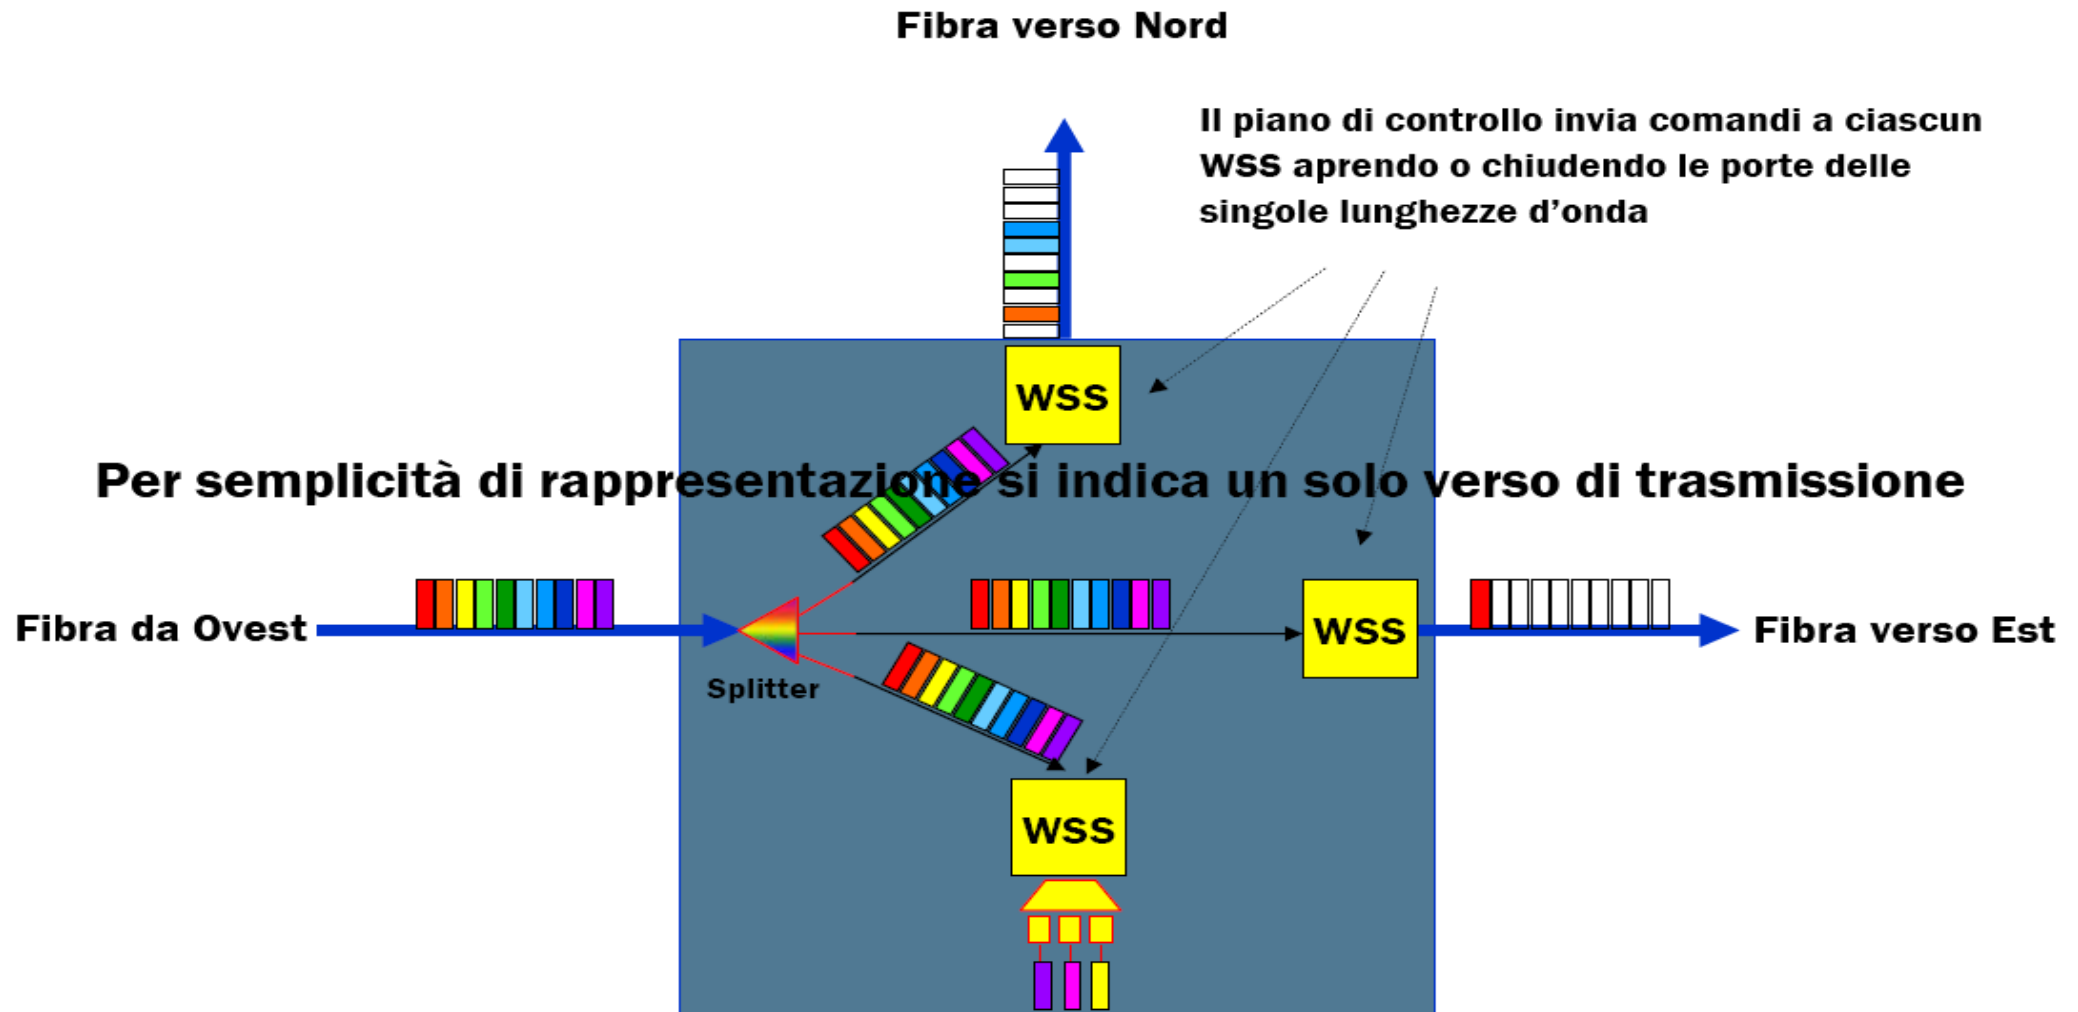 Fibra verso Nord
Il piano di controllo invia comandi a ciascun
WSS aprendo o chiudendo le porte delle
singole lunghezze d’onda
WSS
Per semplicità di rappresentazione si indica un solo verso di trasmissione
Fibra da Ovest
WSS
Fibra verso Est
Splitter
WSS